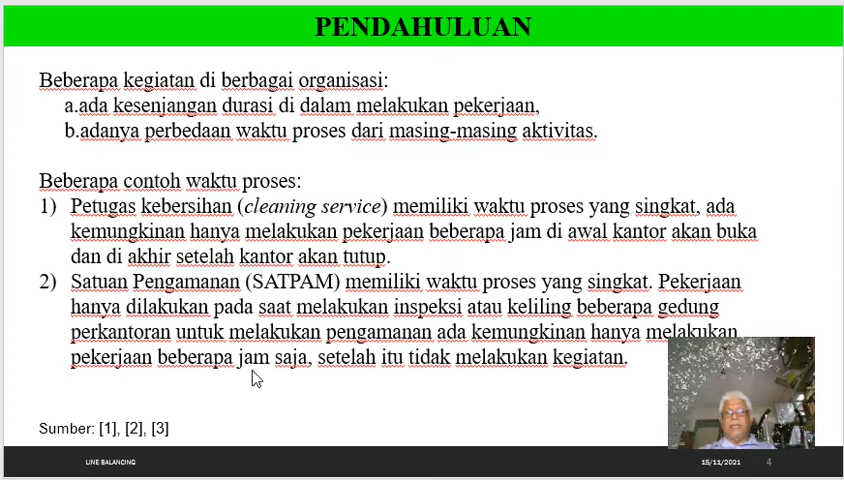 PENDAHULUAN
Beberapa kegiatan di berbagai organisasi:
a.ada kesenjangan durasi di dalam melakukan pekerjaan,
b.adanya perbedaan waktu proses dari masing-masing aktivitas.
Beberapa contoh waktu proses:
1) Petugas kebersihan (cleaning service) memiliki waktu proses yang singkat, ada
kemungkinan hanya melakukan pekerjaan beberapa jam di awal kantor akan buka
dan di akhir setelah kantor akan tutup.
2) Satuan Pengamanan (SATPAM) memiliki waktu proses yang singkat. Pekerjaan
hanya dilakukan pada saat melakukan inspeksi atau keliling beberapa gedung
perkantoran untuk melakukan pengamanan ada kemungkinan hanya melakukan
pekerjaan beberapa jam saja, setelah itu tidak melakukan kegiatan.
Sumber: [1], [2], [3]
LINE BALANCING
15/11/2021
4